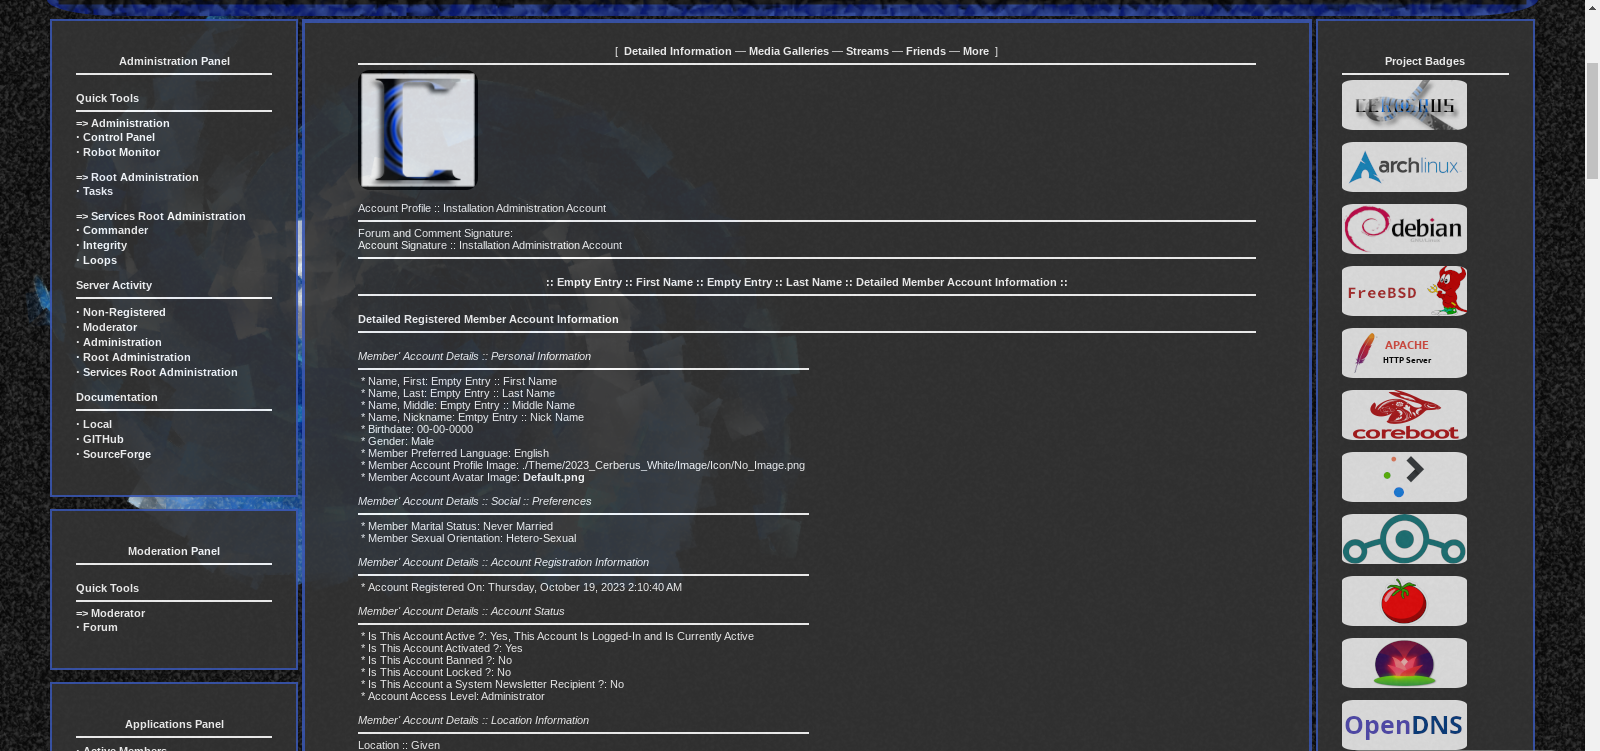 Administration Panel
Quick Tools
=> Administration
· Control Panel
· Robot Monitor
=> Root Administration
· Tasks
=> Services Root Administration
· Commander
· Integrity
· Loops
Server Activity
· Non-Registered
· Moderator
· Administration
· Root Administration
· Services Root Administration
Documentation
· Local
· GITHub
· SourceForge
Moderation Panel
Quick Tools
=> Moderator
· Forum
Applications Panel
· Active Members
[ Detailed Information — Media Galleries — Streams — Friends — More ]
Account Profile :: Installation Administration Account
Forum and Comment Signature:
Account Signature :: Installation Administration Account
:: Empty Entry :: First Name :: Empty Entry :: Last Name :: Detailed Member Account Information ::
Detailed Registered Member Account Information
Member' Account Details :: Personal Information
* Name, First: Empty Entry :: First Name
* Name, Last: Empty Entry :: Last Name
* Name, Middle: Empty Entry :: Middle Name
* Name, Nickname: Emtpy Entry :: Nick Name
* Birthdate: 00-00-0000
* Gender: Male
* Member Preferred Language: English
* Member Account Profile Image: ./Theme/2023_Cerberus_White/Image/Icon/No_Image.png
* Member Account Avatar Image: Default.png
Member' Account Details :: Social :: Preferences
* Member Marital Status: Never Married
* Member Sexual Orientation: Hetero-Sexual
Member' Account Details :: Account Registration Information
* Account Registered On: Thursday, October 19, 2023 2:10:40 AM
Member' Account Details :: Account Status
* Is This Account Active ?: Yes, This Account Is Logged-In and Is Currently Active
* Is This Account Activated ?: Yes
* Is This Account Banned ?: No
* Is This Account Locked ?: No
* Is This Account a System Newsletter Recipient ?: No
* Account Access Level: Administrator
Member' Account Details :: Location Information
Location :: Given
Project Badges
CERBERUS
archlinux
debian
FreeBSD
APACHE
HTTP Server
coreboot
OpenDNS